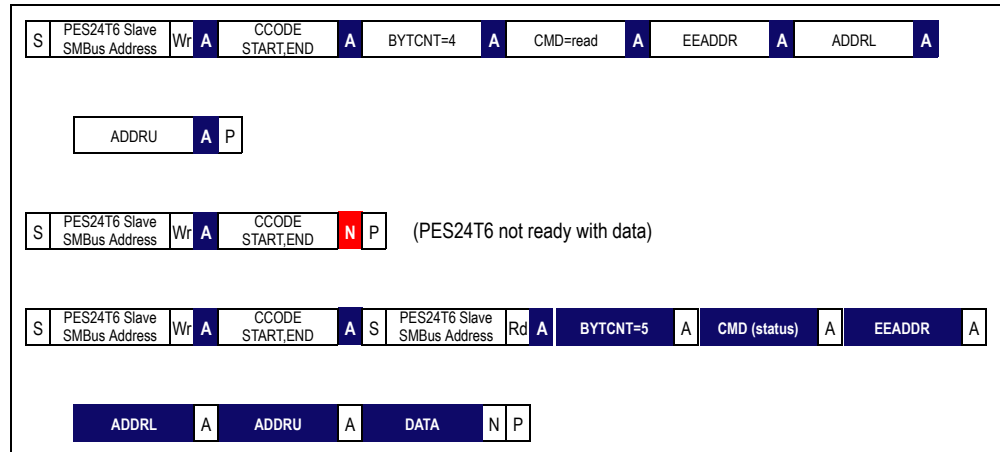 S PES24T6 Slave SMBus Address Wr A CCODE START,END A BYTCNT=4 A CMD=read A EEADDR A ADDRL A
ADDRU A P
S PES24T6 Slave SMBus Address Wr A CCODE START,END N P (PES24T6 not ready with data)
S PES24T6 Slave SMBus Address Wr A CCODE START,END A S PES24T6 Slave SMBus Address Rd A BYTCNT=5 A CMD (status) A EEADDR A
ADDRL A ADDRU A DATA N P